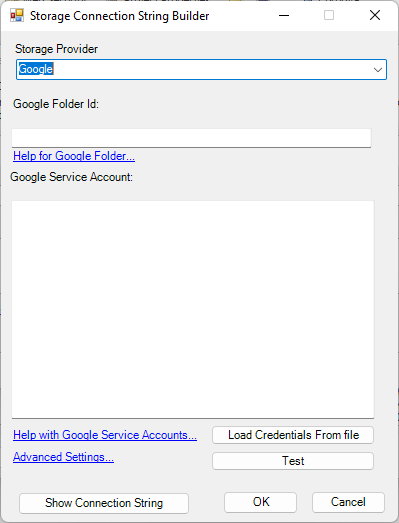 Storage Connection String Builder
Storage Provider
Google
Google Folder Id:
Help for Google Folder...
Google Service Account:
Help with Google Service Accounts...
Load Credentials From file
Advanced Settings...
Test
Show Connection String
OK
Cancel